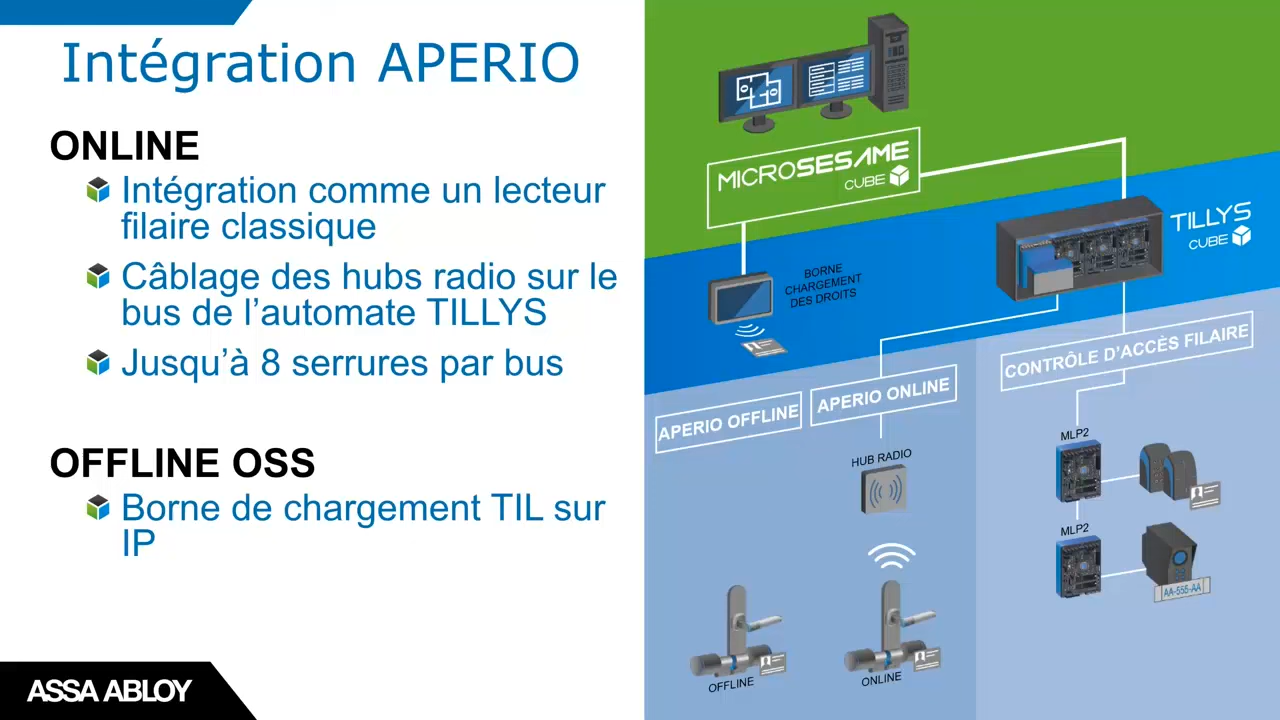 Intégration APERIO
ONLINE
Intégration comme un lecteur
filaire classique
Câblage des hubs radio sur le
bus de l’automate TILLYS
Jusqu’à 8 serrures par bus
OFFLINE OSS
Borne de chargement TIL sur
IP
ASSA ABLOY
MICROSESAME
CUBE
TILLYS
CUBE
BORNE
CHARGEMENT
DES DROITS
CONTRÔLE D’ACCÈS FILAIRE
APERIO OFFLINE
APERIO ONLINE
HUB RADIO
MLP2
MLP2
AA-555-AA
OFFLINE
ONLINE